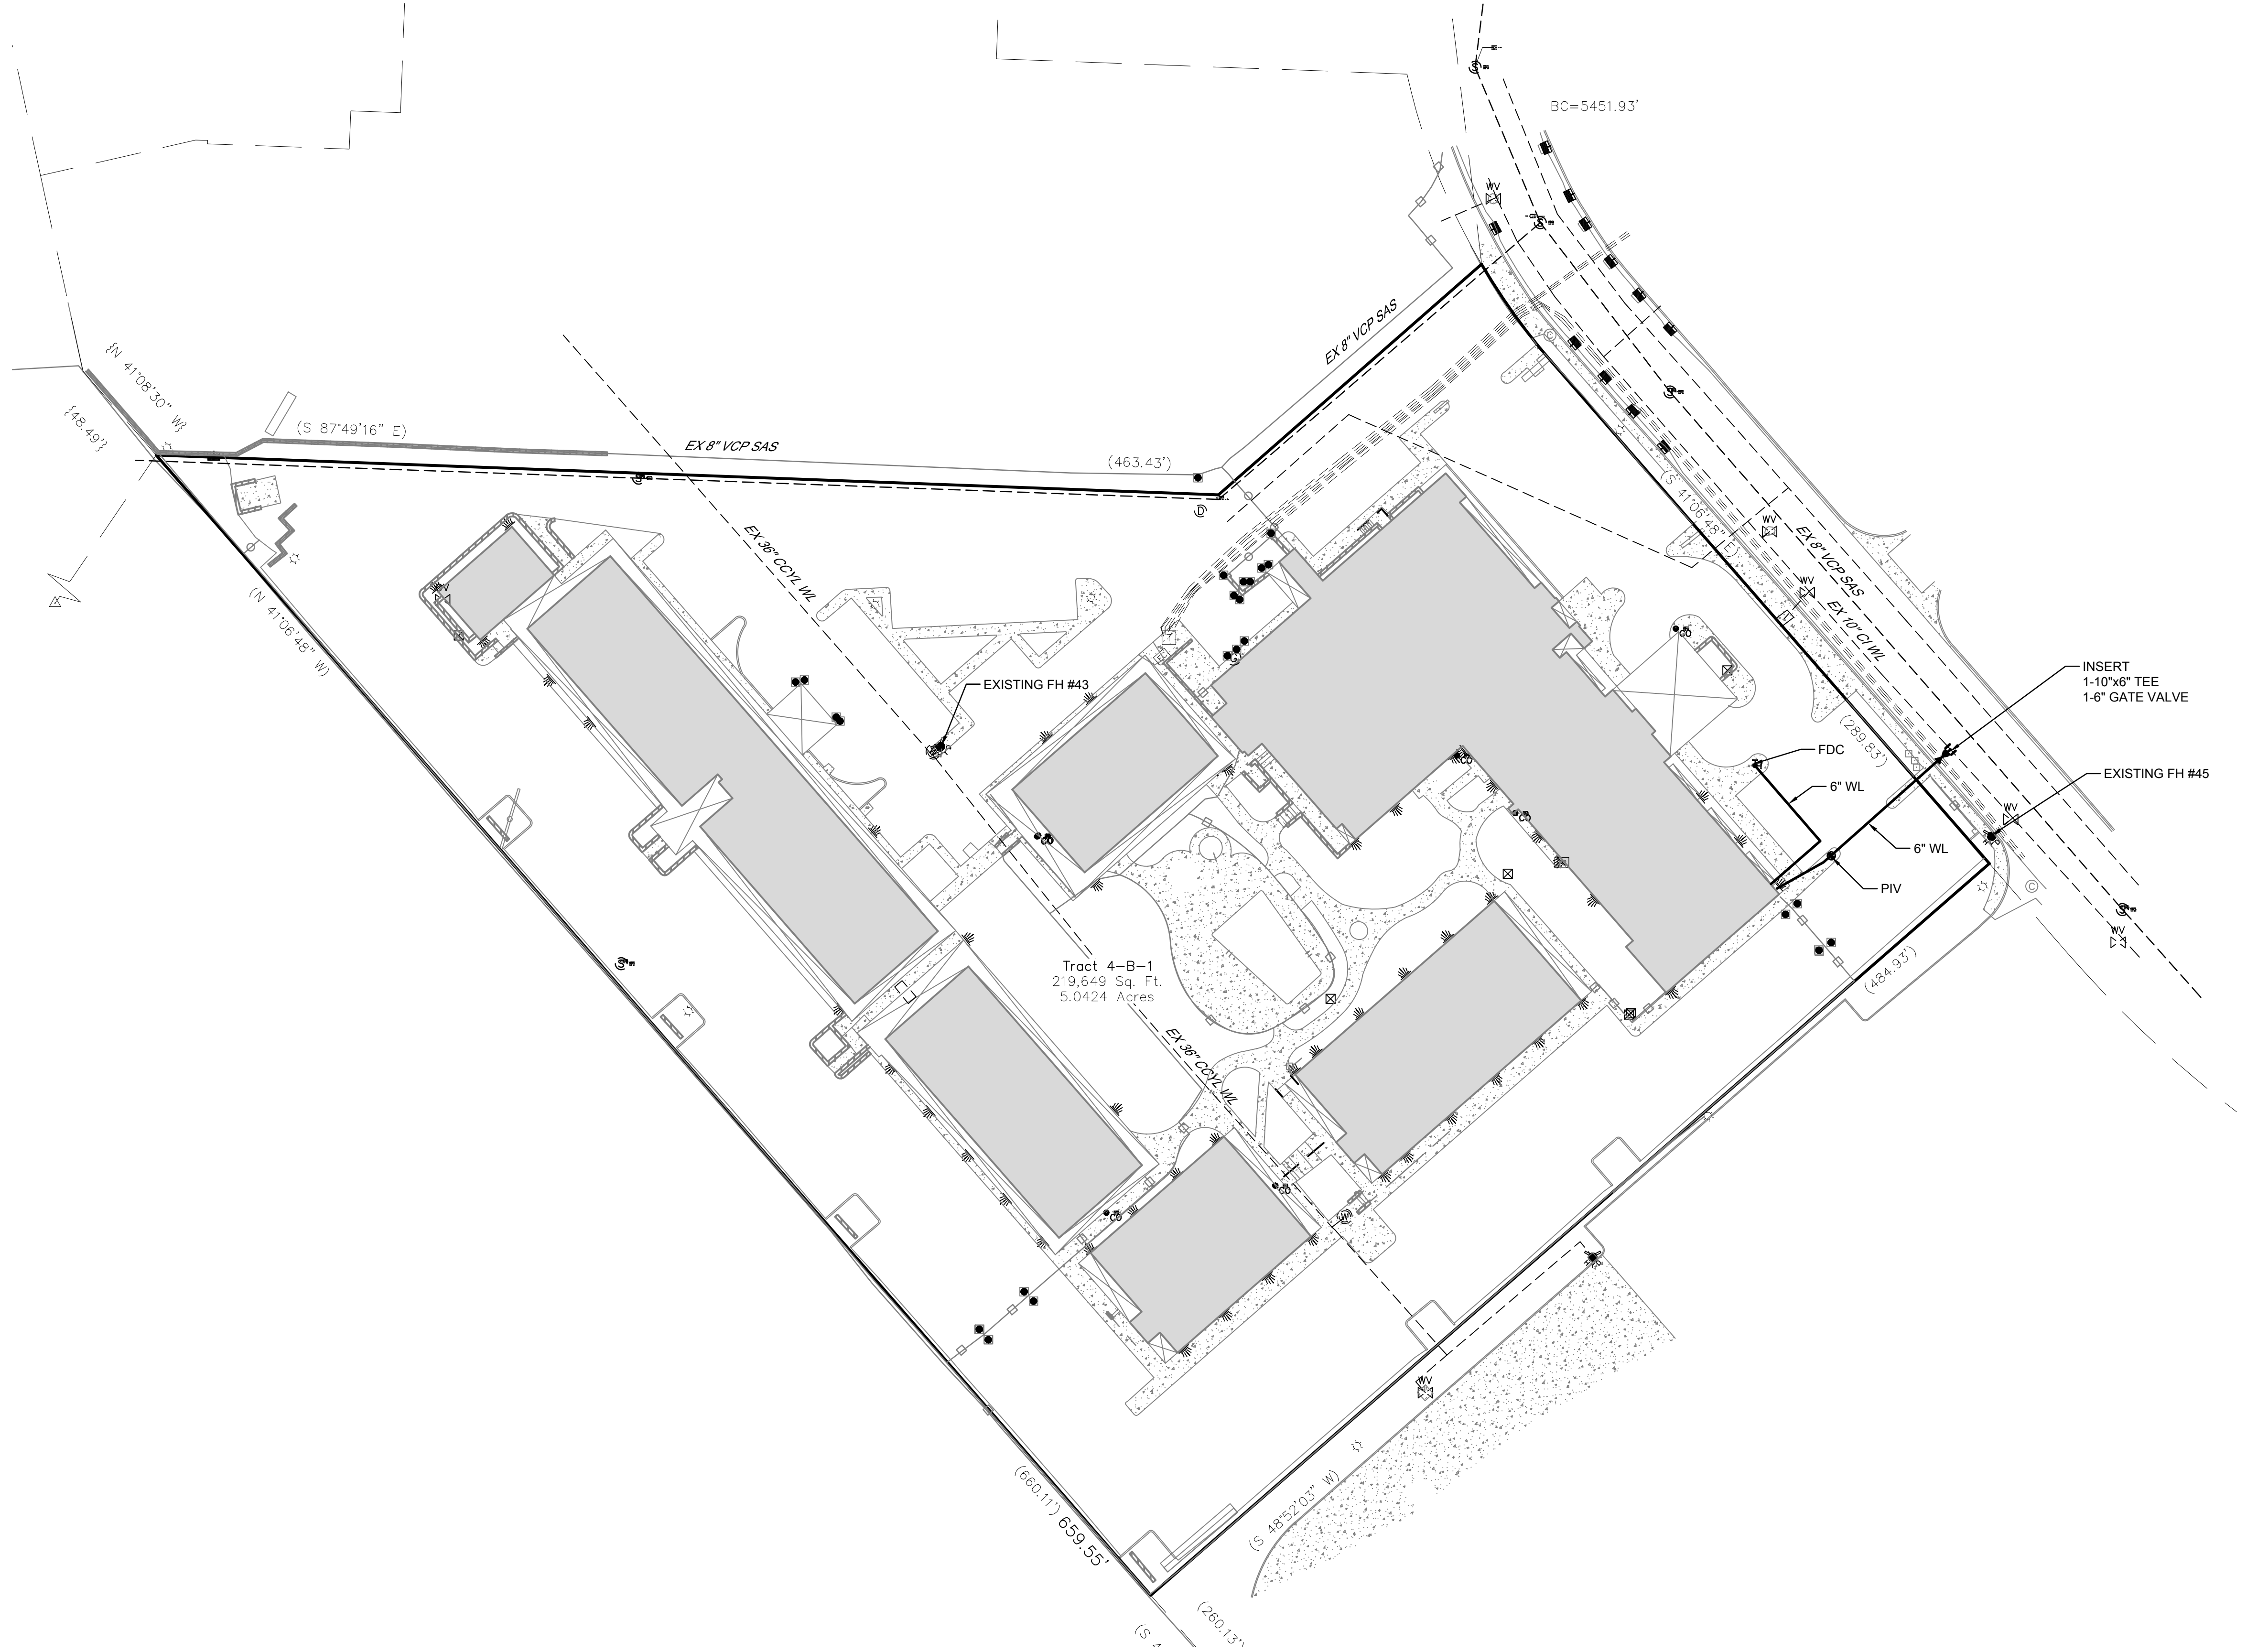 BC=5451.93'
WV
EX 8" VCP SAS
{N 41°08'30" W}
{48.49'}
(S 87°49'16" E)
EX 8" VCP SAS
(463.43')
D
(S 41°06'48" E)
WV
EX 8" VCP SAS
EX 36" CCYL WL
WV
EX 10" CI WL
(N 41°06'48" W)
CO
INSERT
1-10"x6" TEE
1-6" GATE VALVE
EXISTING FH #43
(289.83')
FDC
EXISTING FH #45
6" WL
WV
CO
CO
CO
6" WL
PIV
WV
Tract 4-B-1
219,649 Sq. Ft.
5.0424 Acres
(484.93')
EX 36" CCYL WL
CO
CO
W
WV
(660.11') 659.55'
(S 48°52'03" W)
(260.13')